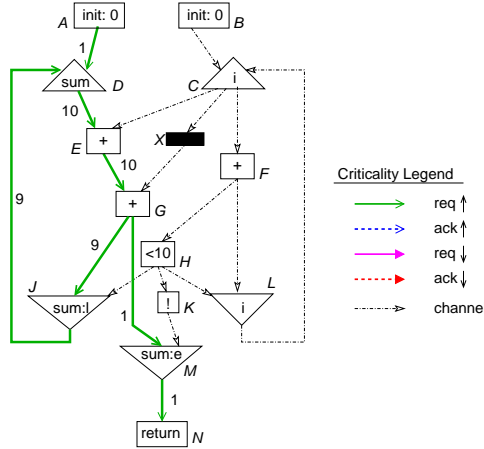 A init: 0 init: 0 B
1
sum D C i
10
E + X + F
10
+ G
9 9
<10 H
J L
sum:l ! K i
1
sum:e M
1
return N
Criticality Legend
req
ack
req
ack
channe